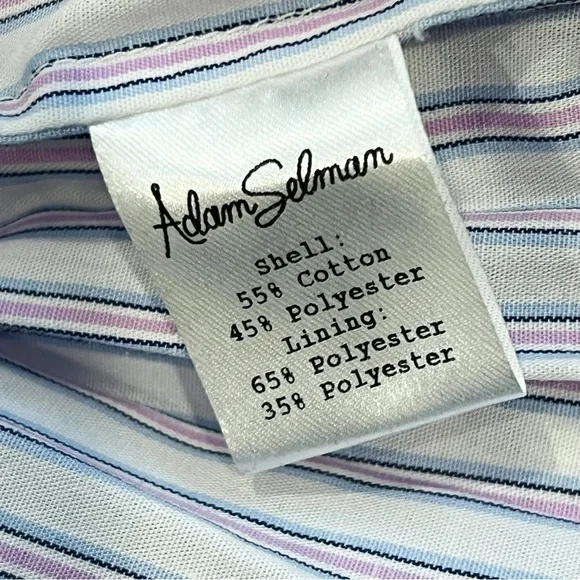 Adam Selman
Shell:
55% Cotton
45% Polyester
Lining:
65% Polyester
35% Polyester